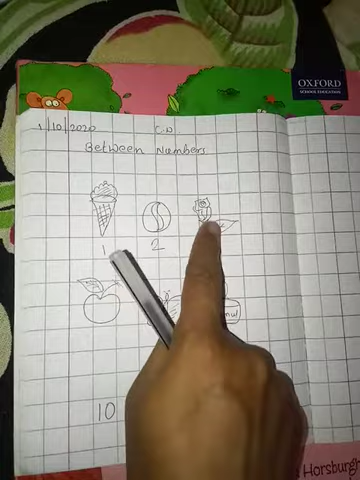 OXFORD
SCHOOL EDUCATION
1/10/2020 C.W
Between Numbers
1 2
10
Horsburgh